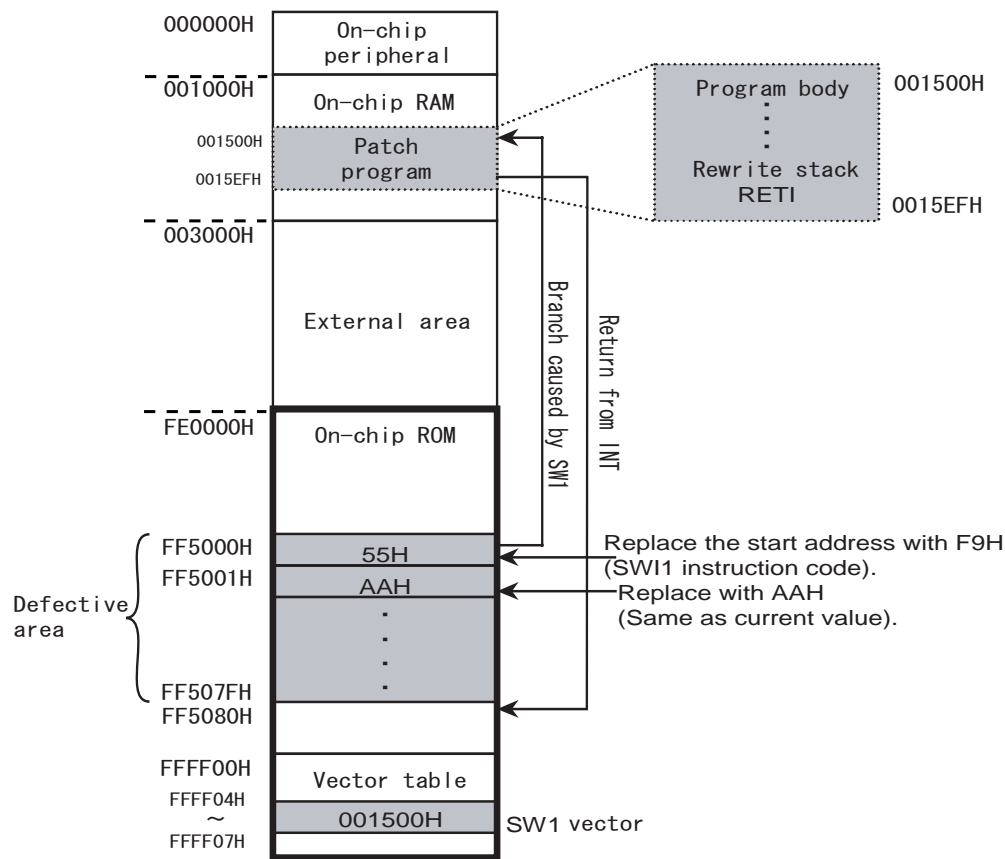 000000H
On-chip
peripheral
001000H
On-chip RAM
001500H
Patch
program
0015EFH
Program body
Rewrite stack
RETI
001500H
0015EFH
003000H
External area
Branch caused by SW1
Return from INT
FE0000H
On-chip ROM
Defective
area
FF5000H
55H
Replace the start address with F9H
(SWI1 instruction code).
FF5001H
AAH
Replace with AAH
(Same as current value).
FF507FH
FF5080H
FFFF00H
Vector table
FFFF04H
～
FFFF07H
001500H
SW1 vector